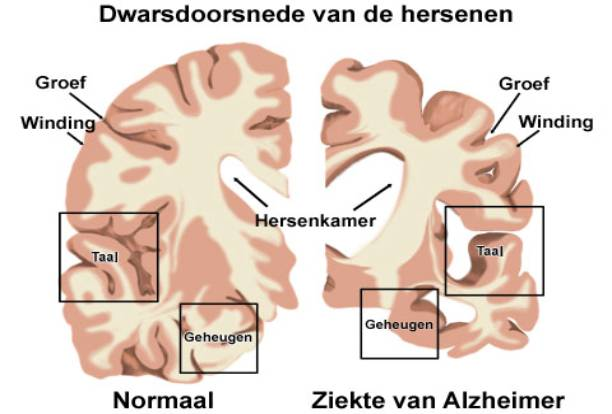 Dwarsdoorsnede van de hersenen
Groef
Winding
Groef
Winding
Hersenkamer
Taal
Taal
Geheugen
Geheugen
Normaal
Ziekte van Alzheimer